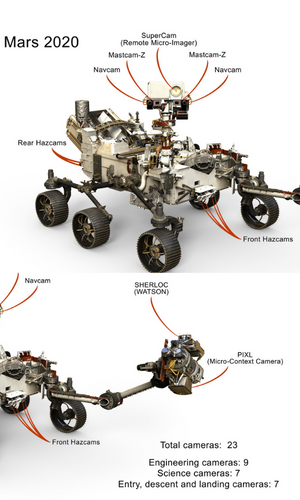 Mars 2020
SuperCam
(Remote Micro-Imager)
Mastcam-Z
Mastcam-Z
Navcam
Navcam
Rear Hazcams
Front Hazcams
Navcam
SHERLOC
(WATSON)
PIXL
(Micro-Context Camera)
Front Hazcams
Total cameras: 23
Engineering cameras: 9
Science cameras: 7
Entry, descent and landing cameras: 7